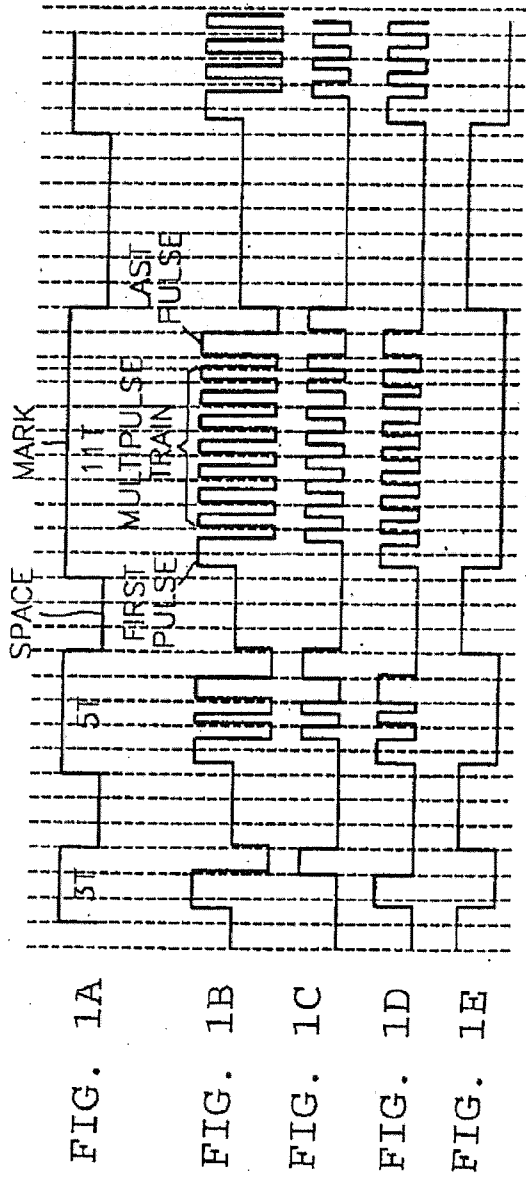 SPACE
MARK
3T
5T
11T
FIRST
PULSE
MULTIPULSE
TRAIN
LAST
PULSE
FIG. 1A
FIG. 1B
FIG. 1C
FIG. 1D
FIG. 1E